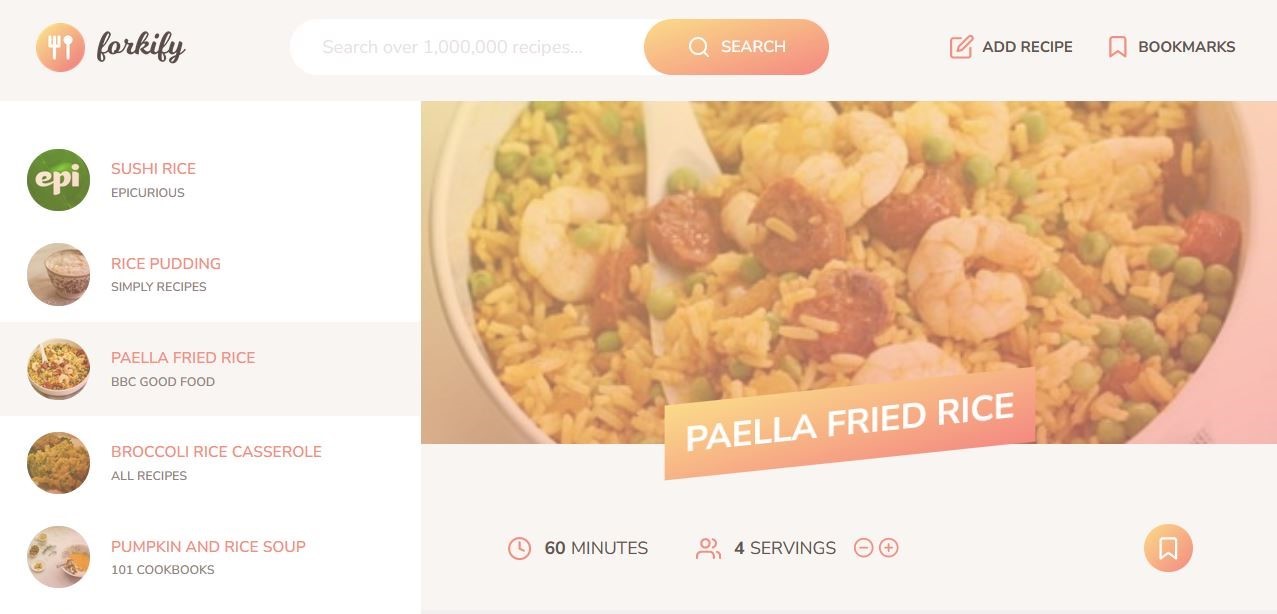 forkify
Search over 1,000,000 recipes...
SEARCH
ADD RECIPE
BOOKMARKS
epi
SUSHI RICE
EPICURIOUS
RICE PUDDING
SIMPLY RECIPES
PAELLA FRIED RICE
BBC GOOD FOOD
BROCCOLI RICE CASSEROLE
ALL RECIPES
PUMPKIN AND RICE SOUP
101 COOKBOOKS
PAELLA FRIED RICE
60 MINUTES
4 SERVINGS